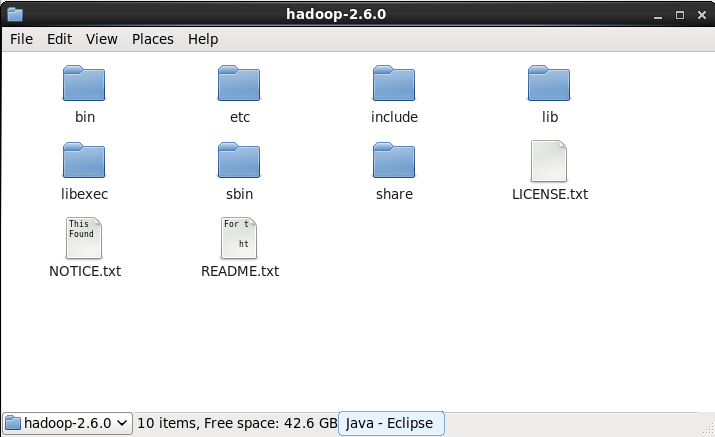 hadoop-2.6.0
File Edit View Places Help
bin etc include lib
libexec sbin share LICENSE.txt
This
Found
For t
ht
NOTICE.txt README.txt
hadoop-2.6.0 10 items, Free space: 42.6 GB Java - Eclipse